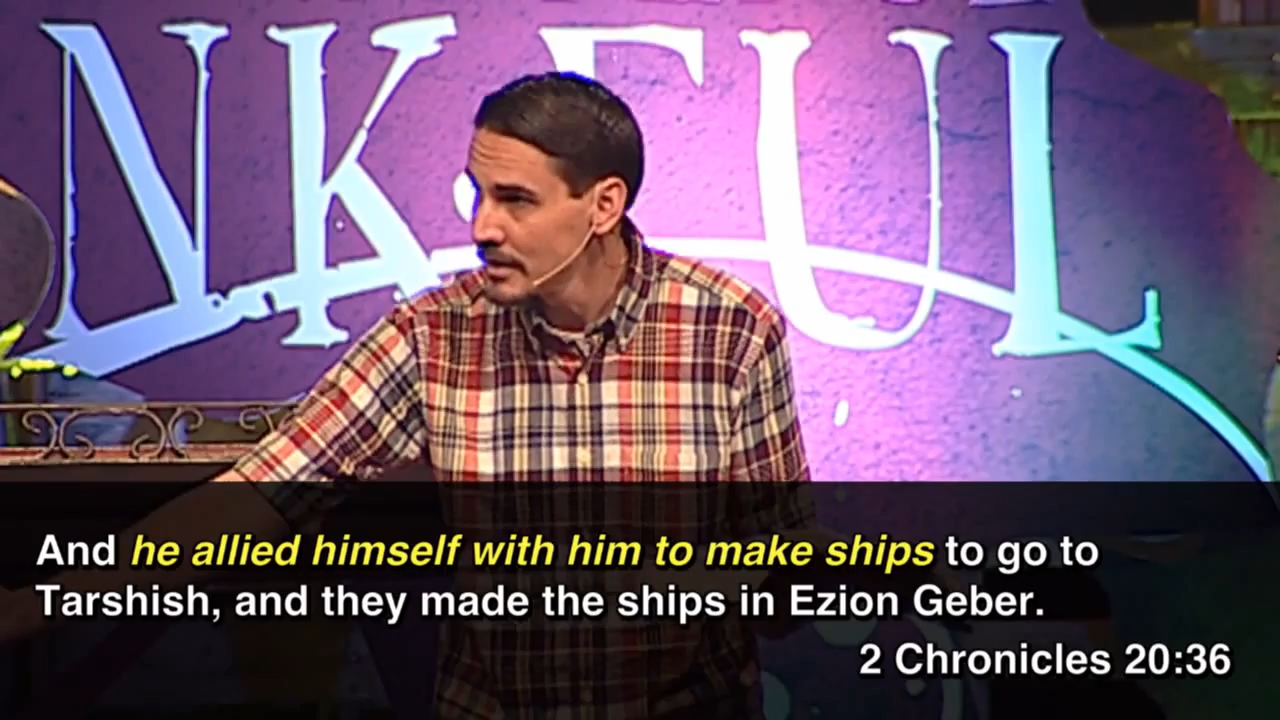 NKFUL
And he allied himself with him to make ships to go to
Tarshish, and they made the ships in Ezion Geber.
2 Chronicles 20:36